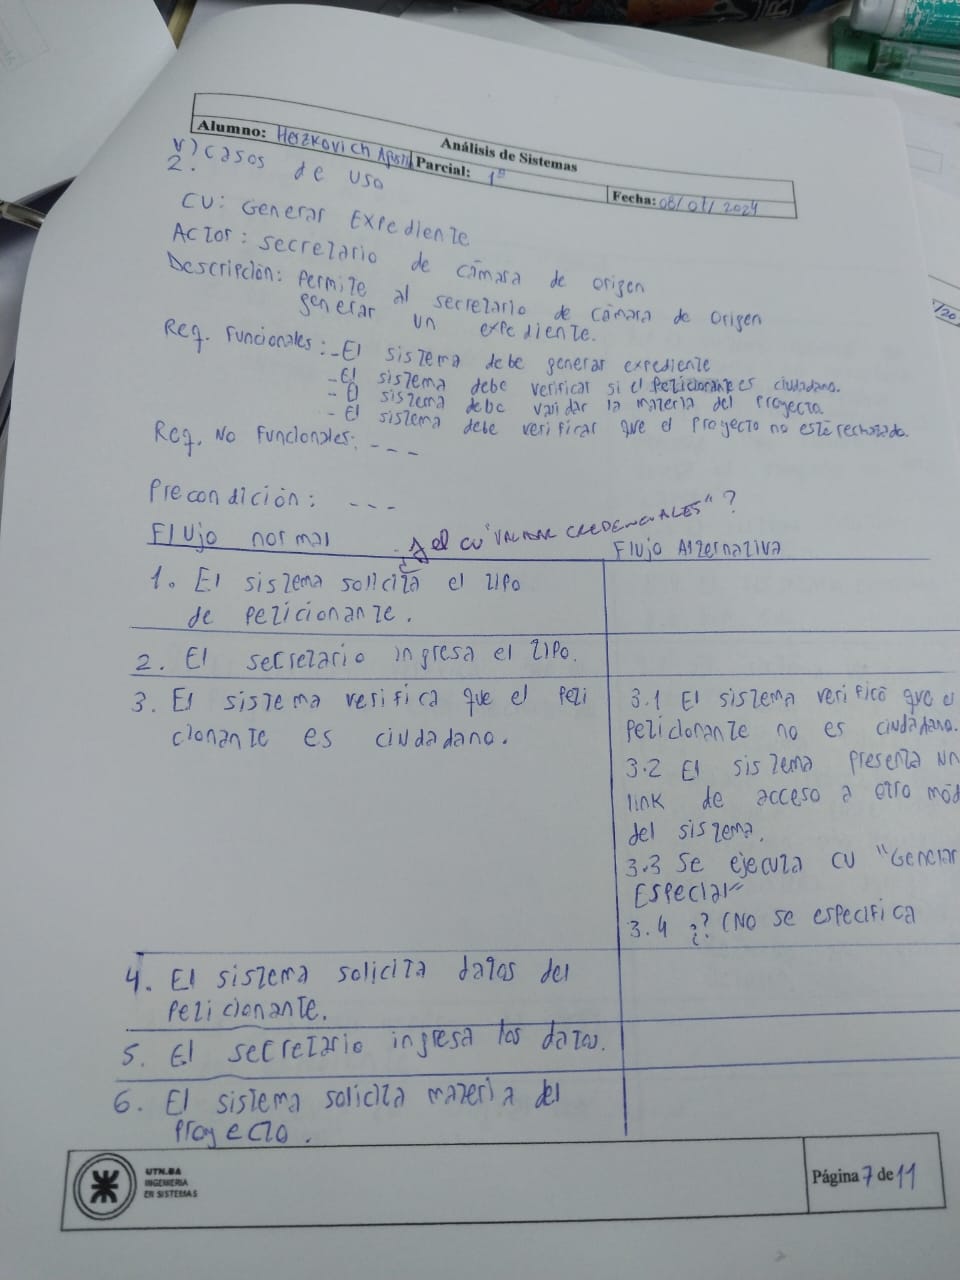 Análisis de Sistemas
Alumno: Herzkovich Agustí Parcial: 1º Fecha: 08/07/2024
V) Casos de uso
2.
CU: Generar Expediente
Actor: secretario de cámara de origen
Descripción: Permite al secretario de cámara de origen
generar un expediente.
Req. Funcionales: - El sistema debe generar expediente
- El sistema debe verificar si el peticionante es ciudadano.
- El sistema debe validar la materia del proyecto.
- El sistema debe verificar que el proyecto no esté rechazado.
Req. No Funcionales: - - -
Precondición: - - -
¿y el CU "VALIDAR CREDENCIALES"?
Flujo normal Flujo Alternativa
1. El sistema solicita el tipo
de peticionante.
2. El secretario ingresa el tipo.
3. El sistema verifica que el peti
cionante es ciudadano.
3.1 El sistema verificó que e
peticionante no es ciudadano.
3.2 El sistema presenta un
link de acceso a otro mód
del sistema.
3.3 Se ejecuta CU "Generar
Especial"
3.4 ¿? (No se especifica
4. El sistema solicita datos del
peticionante.
5. El secretario ingresa los datos.
6. El sistema solicita materia del
proyecto.
UTN.BA
INGENIERIA
EN SISTEMAS
Página 7 de 11